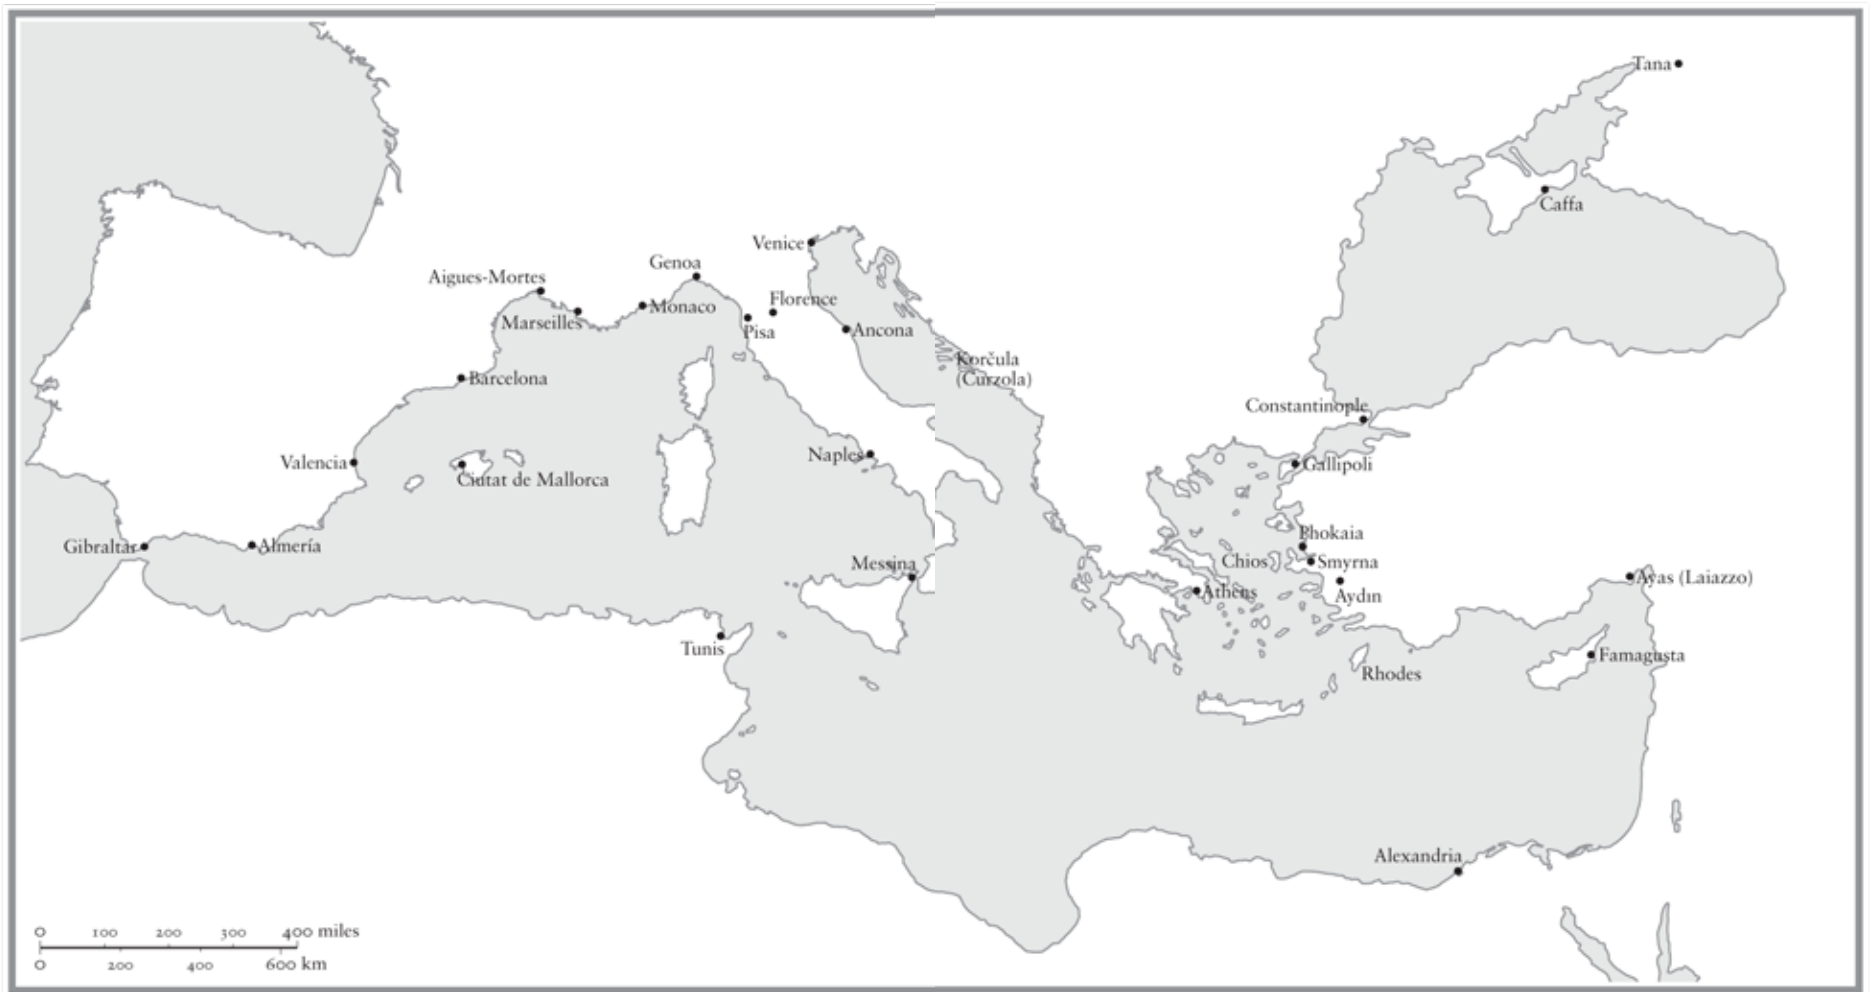 Tana
Caffa
Venice
Genoa
Aigues-Mortes
Florence
Monaco
Marseilles
Pisa
Ancona
Korčula
(Curzola)
Barcelona
Constantinople
Naples
Valencia
Gallipoli
Ciutat de Mallorca
Phokaia
Gibraltar
Almería
Messina
Chios
Smyrna
Ayas (Laiazzo)
Athens
Aydın
Tunis
Famagusta
Rhodes
Alexandria
0 100 200 300 400 miles
0 200 400 600 km